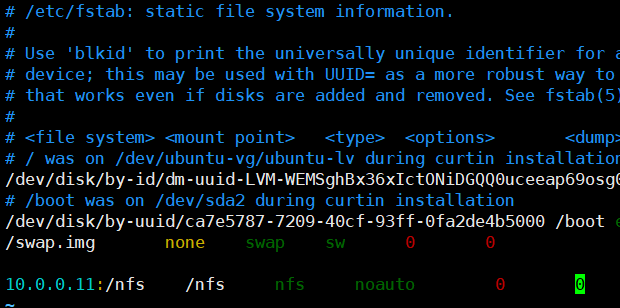 # /etc/fstab: static file system information.
#
# Use 'blkid' to print the universally unique identifier for a
# device; this may be used with UUID= as a more robust way to
# that works even if disks are added and removed. See fstab(5)
#
# <file system> <mount point>   <type>  <options>       <dump>
# / was on /dev/ubuntu-vg/ubuntu-lv during curtin installation
/dev/disk/by-id/dm-uuid-LVM-WEMSghBx36xIctONiDGQQ0uceeap69osg0
# /boot was on /dev/sda2 during curtin installation
/dev/disk/by-uuid/ca7e5787-7209-40cf-93ff-0fa2de4b5000 /boot e
/swap.img       none    swap    sw      0       0
10.0.0.11:/nfs    /nfs     nfs     noauto        0       0
~